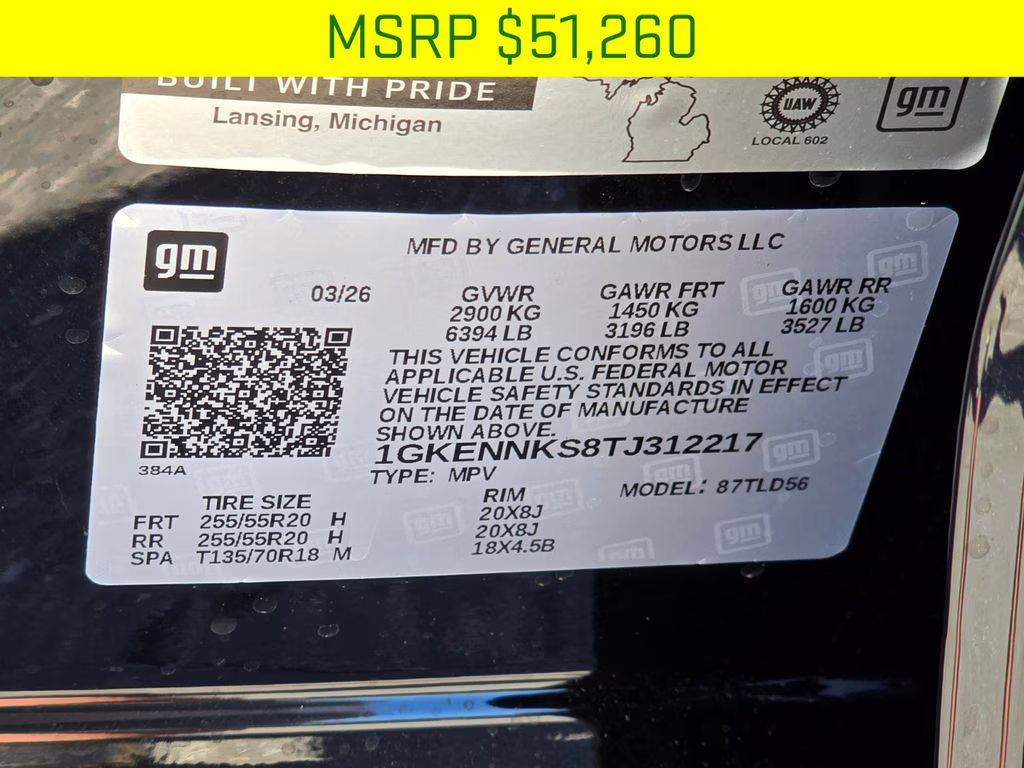 MSRP $51,260
BUILT WITH PRIDE
Lansing, Michigan
UAW
LOCAL 602
gm
gm
MFD BY GENERAL MOTORS LLC
03/26
GVWR GAWR FRT GAWR RR
2900 KG 1450 KG 1600 KG
6394 LB 3196 LB 3527 LB
THIS VEHICLE CONFORMS TO ALL
APPLICABLE U.S. FEDERAL MOTOR
VEHICLE SAFETY STANDARDS IN EFFECT
ON THE DATE OF MANUFACTURE
SHOWN ABOVE.
1GKENNKS8TJ312217
384A
TYPE: MPV MODEL: 87TLD56
TIRE SIZE RIM
FRT 255/55R20 H 20X8J
RR 255/55R20 H 20X8J
SPA T135/70R18 M 18X4.5B